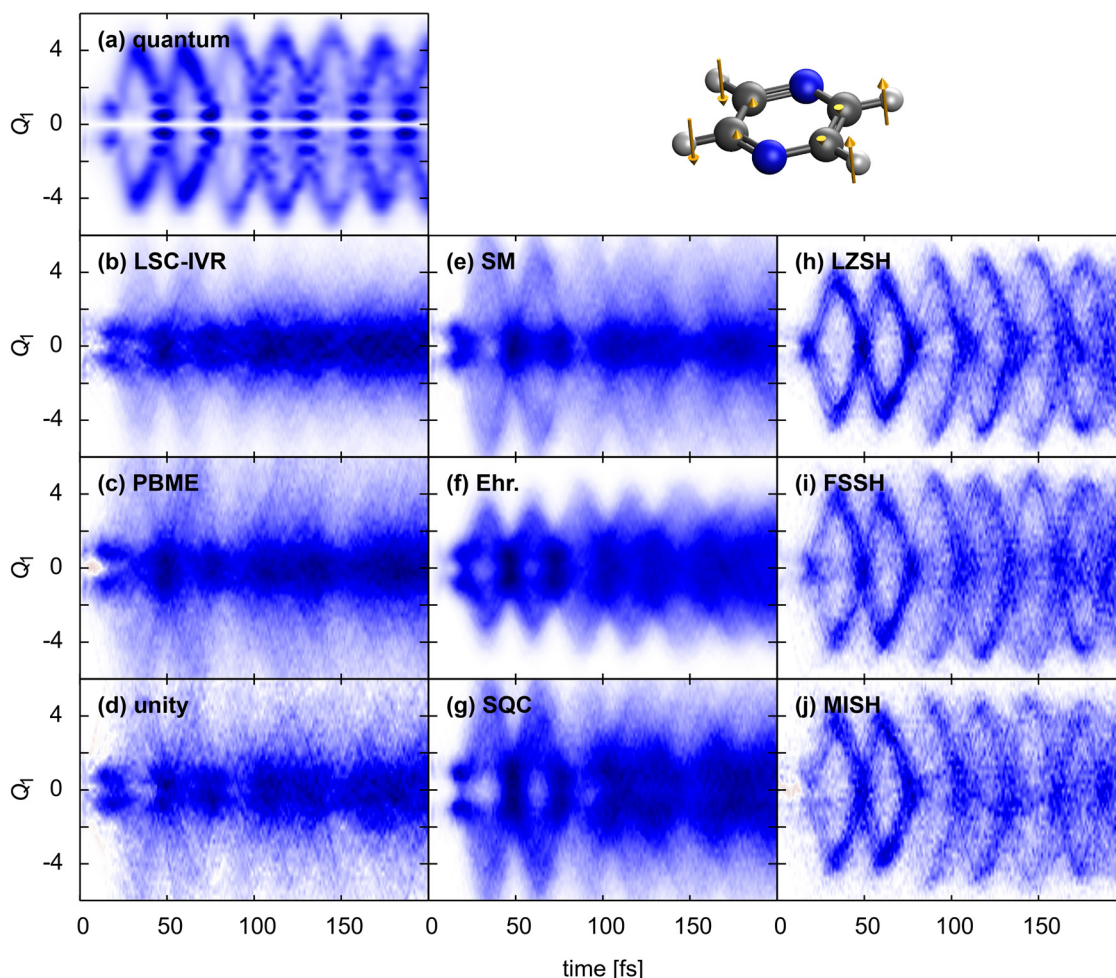 (a) quantum
4
0
-4
Q1
(b) LSC-IVR
(e) SM
(h) LZSH
4
0
-4
Q1
(c) PBME
(f) Ehr.
(i) FSSH
4
0
-4
Q1
(d) unity
(g) SQC
(j) MISH
4
0
-4
Q1
0 50 100 150 0 50 100 150 0 50 100 150
time [fs]